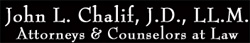 John L. Chalif, J.D., LL.M.
Attorneys & Counselors at Law